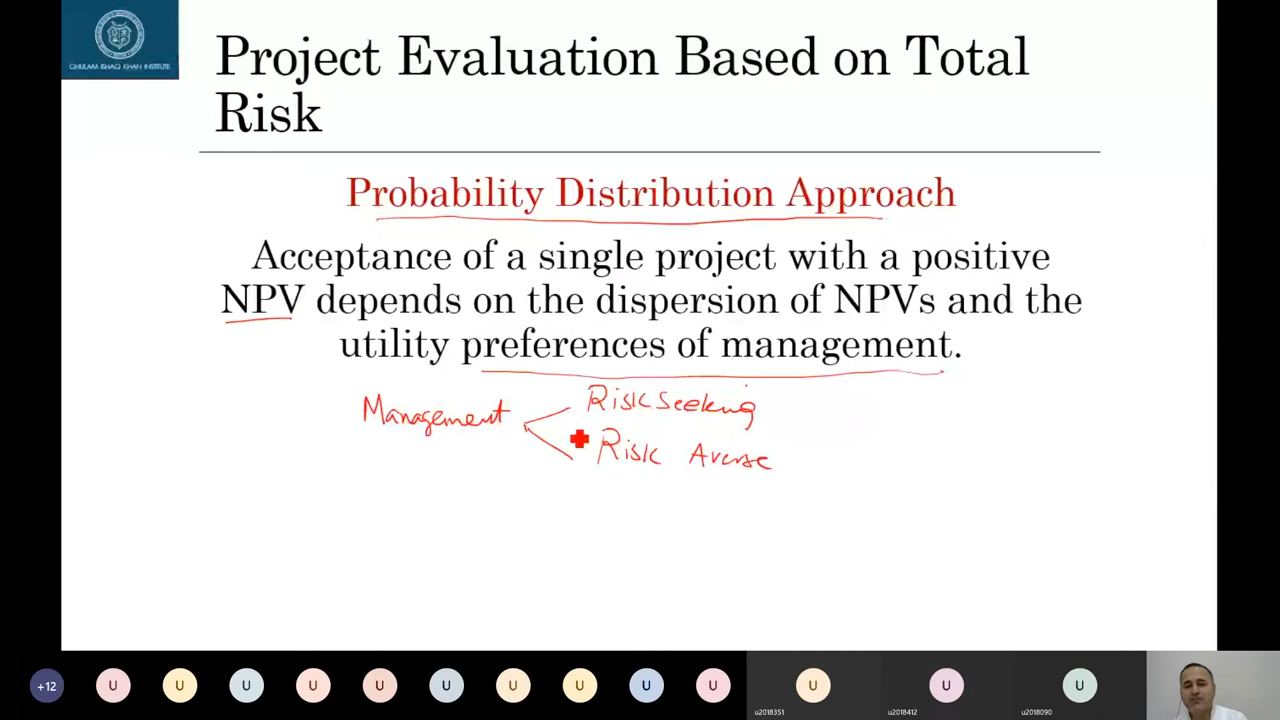 GHULAM ISHAQ KHAN INSTITUTE
Project Evaluation Based on Total
Risk
Probability Distribution Approach
Acceptance of a single project with a positive
NPV depends on the dispersion of NPVs and the
utility preferences of management.
Management
Risk Seeking
Risk Averse
+12
U
U
U
U
U
U
U
U
U
U
U
U
U
u2018351
u2018412
u2018090